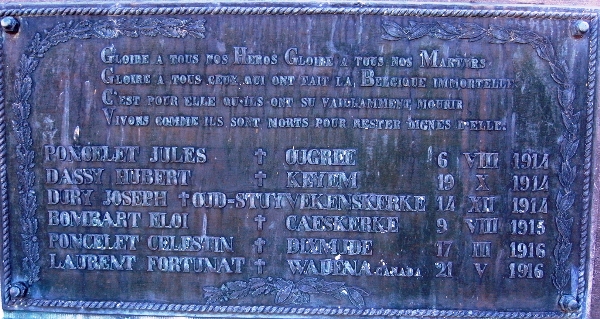 GLOIRE A TOUS NOS HEROS GLOIRE A TOUS NOS MARTYRS
GLOIRE A TOUS CEUX QUI ONT FAIT LA BELGIQUE IMMORTELLE
C'EST POUR ELLE QU'ILS ONT SU VAILLAMMENT MOURIR
VIVONS COMME ILS SONT MORTS POUR RESTER DIGNES D'ELLE.
PONCELET JULES † OUGREE 6 VIII 1914
DASSY HUBERT † KEYEM 19 X 1914
DURY JOSEPH † OUD-STUYVEKENSKERKE 14 XII 1914
BOMBART ELOI † CAESKERKE 9 VIII 1915
PONCELET CELESTIN † DIXMUDE 17 III 1916
LAURENT FORTUNAT † CANADA 21 V 1916